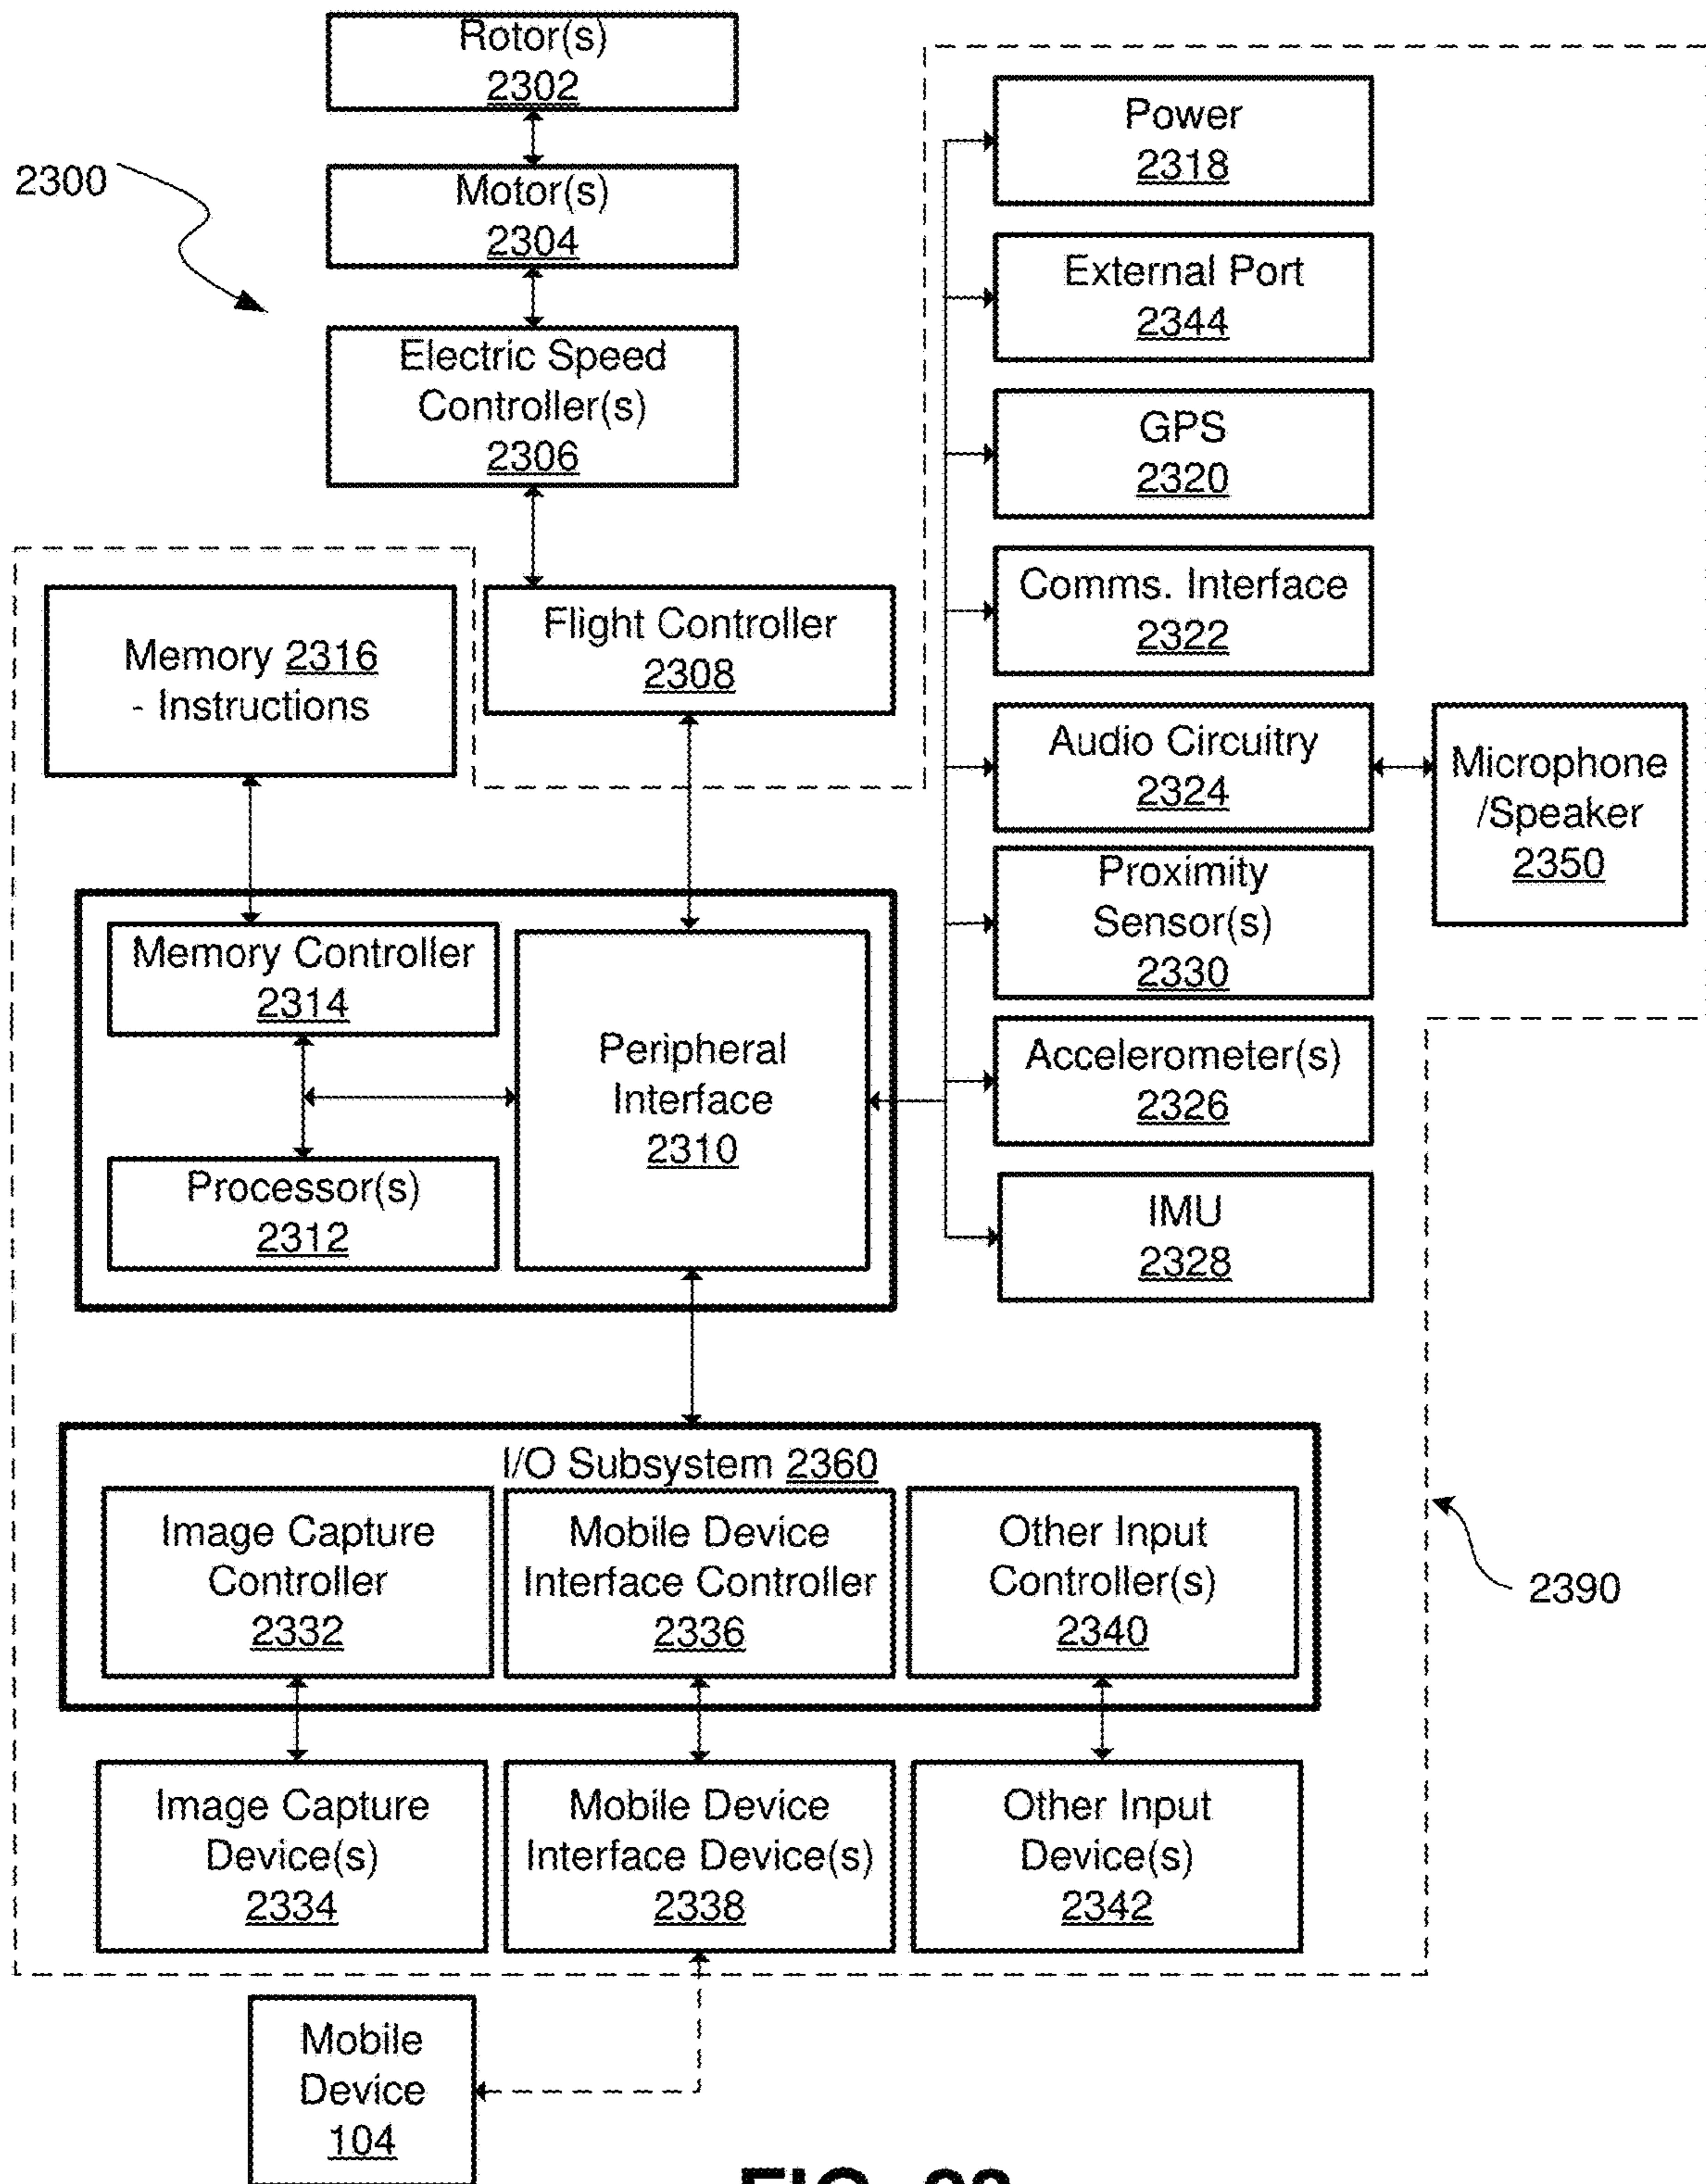 Rotor(s)
2302
2300
Motor(s)
2304
Electric Speed
Controller(s)
2306
Flight Controller
2308
Memory 2316
- Instructions
Power
2318
External Port
2344
GPS
2320
Comms. Interface
2322
Audio Circuitry
2324
Microphone
/Speaker
2350
Proximity
Sensor(s)
2330
Accelerometer(s)
2326
IMU
2328
Memory Controller
2314
Peripheral
Interface
2310
Processor(s)
2312
I/O Subsystem 2360
Image Capture
Controller
2332
Mobile Device
Interface Controller
2336
Other Input
Controller(s)
2340
2390
Image Capture
Device(s)
2334
Mobile Device
Interface Device(s)
2338
Other Input
Device(s)
2342
Mobile
Device
104